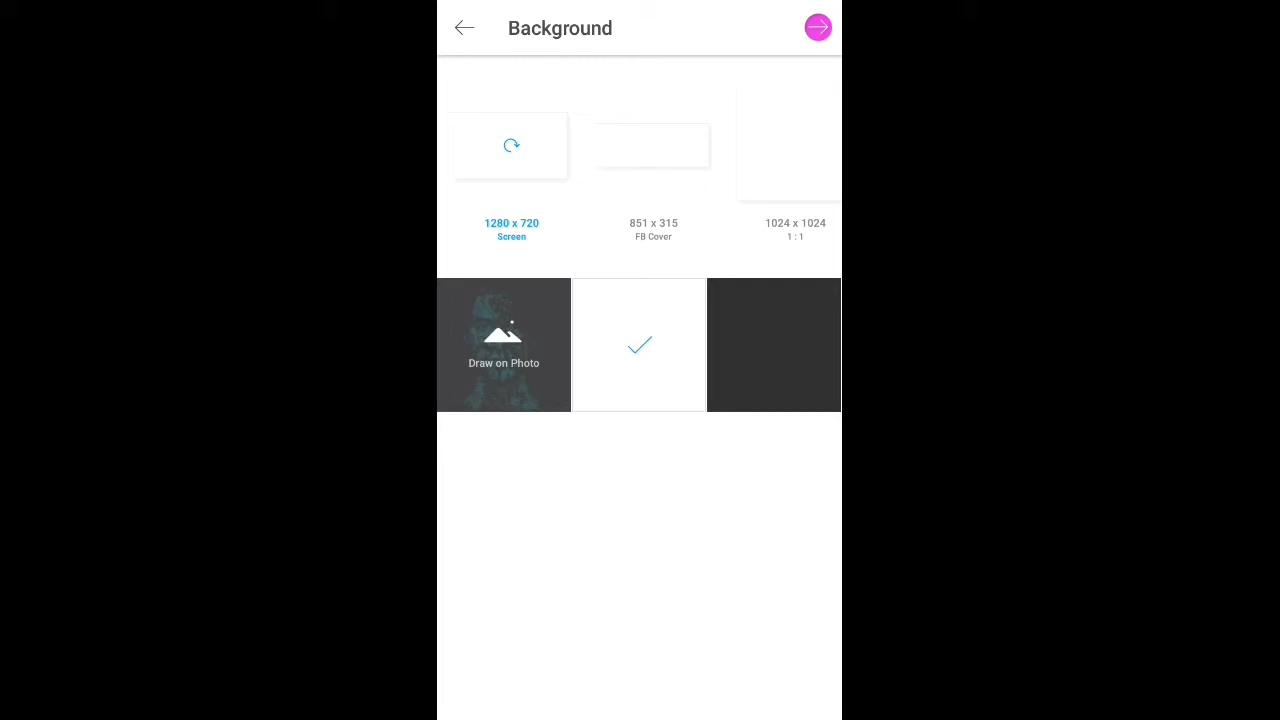 Background
1280 x 720
Screen
851 x 315
FB Cover
1024 x 1024
1 : 1
Draw on Photo